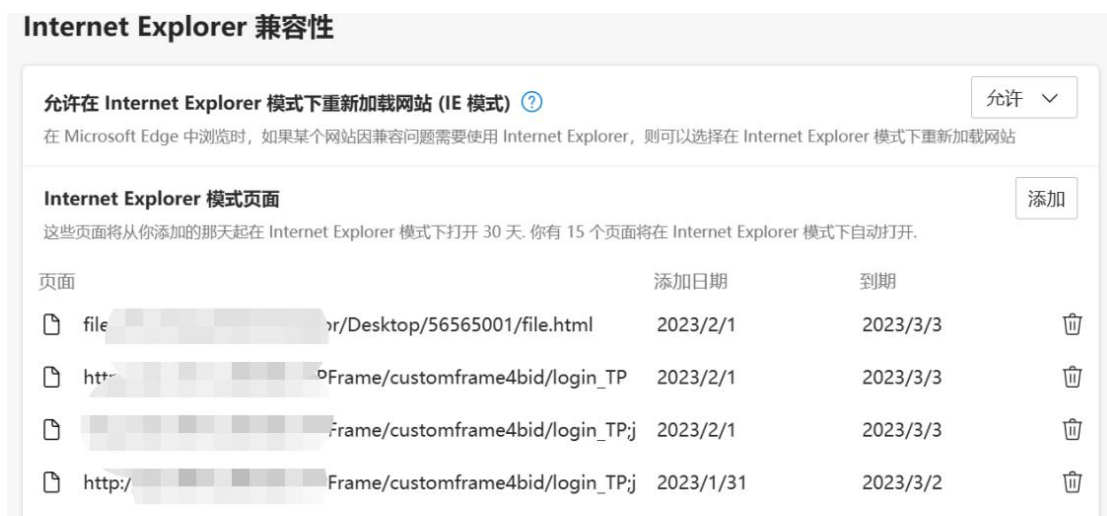 Internet Explorer 兼容性
允许在 Internet Explorer 模式下重新加载网站 (IE 模式) ?
允许
在 Microsoft Edge 中浏览时，如果某个网站因兼容问题需要使用 Internet Explorer，则可以选择在 Internet Explorer 模式下重新加载网站
Internet Explorer 模式页面
添加
这些页面将从你添加的那天起在 Internet Explorer 模式下打开 30 天. 你有 15 个页面将在 Internet Explorer 模式下自动打开.
页面 添加日期 到期
file or/Desktop/56565001/file.html 2023/2/1 2023/3/3
http PFrame/customframe4bid/login_TP 2023/2/1 2023/3/3
Frame/customframe4bid/login_TP;j 2023/2/1 2023/3/3
http:/ Frame/customframe4bid/login_TP;j 2023/1/31 2023/3/2